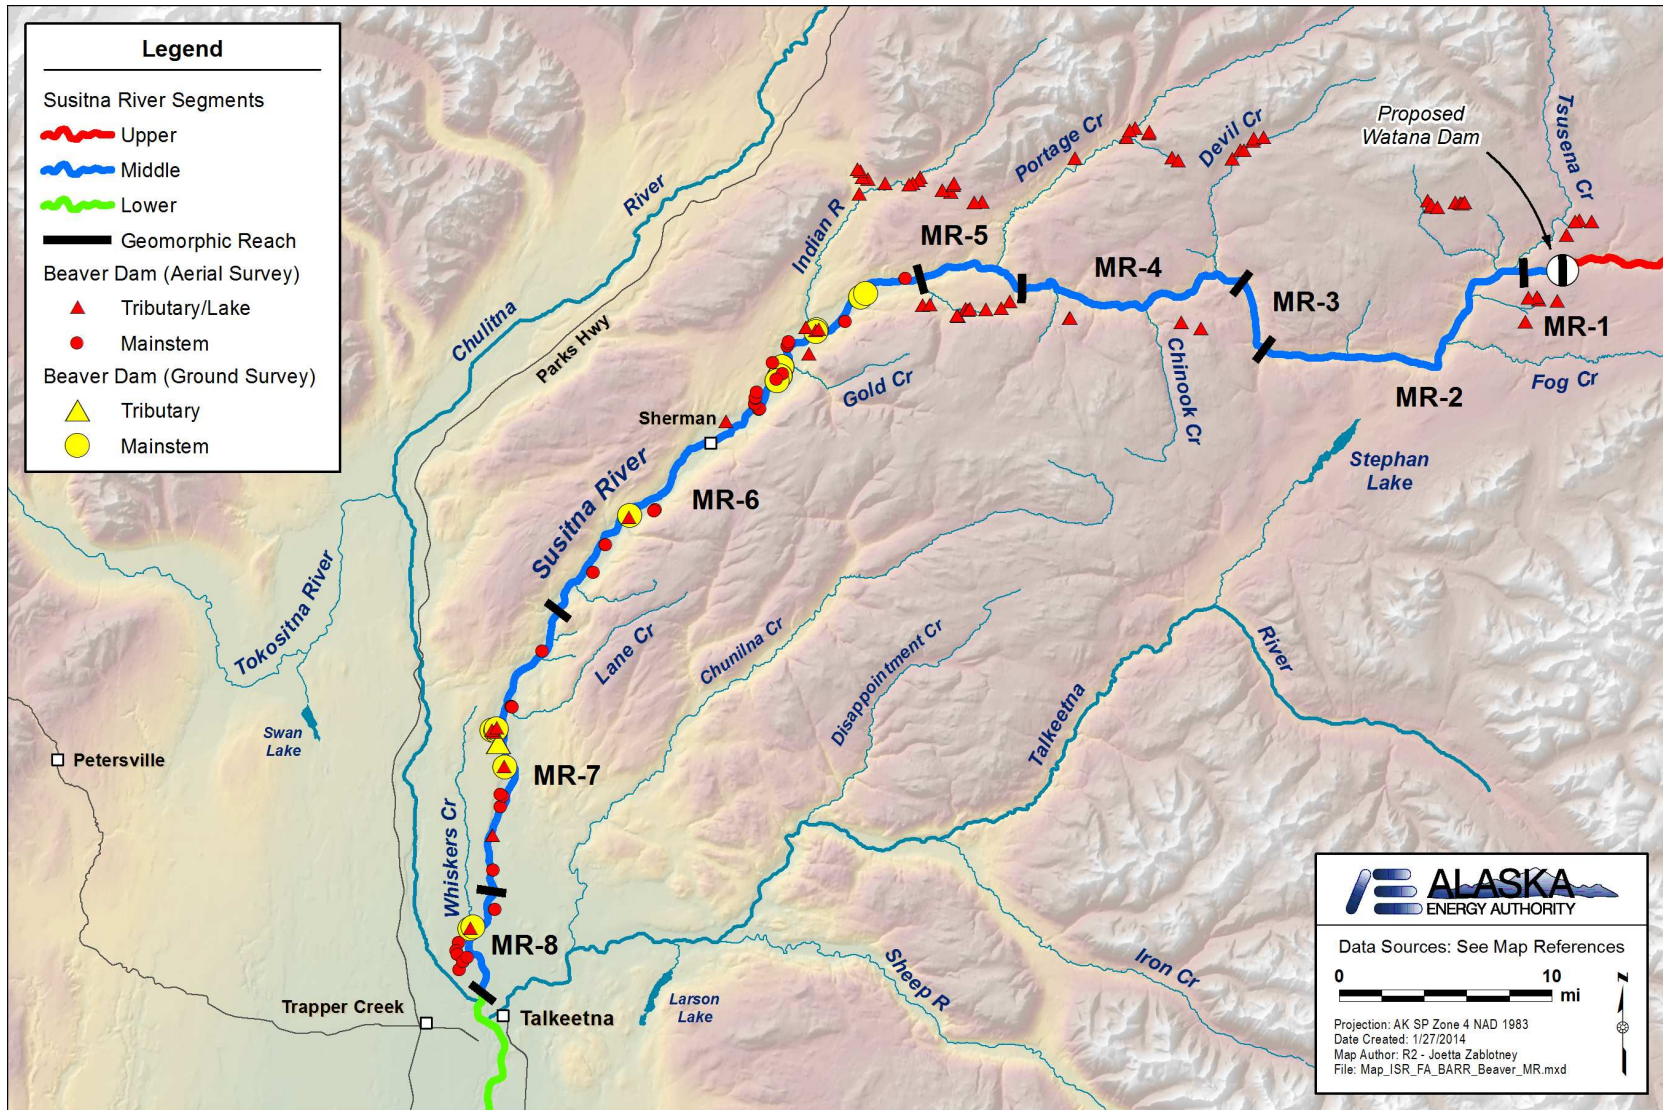 Legend
Susitna River Segments
Upper
Middle
Lower
Geomorphic Reach
Beaver Dam (Aerial Survey)
Tributary/Lake
Mainstem
Beaver Dam (Ground Survey)
Tributary
Mainstem
Proposed
Watana Dam
Tsusena Cr
Devil Cr
Portage Cr
Indian R
River
Chulitna
Parks Hwy
MR-5
MR-4
MR-3
MR-1
MR-2
Fog Cr
Chinook Cr
Gold Cr
Sherman
Stephan
Lake
Susitna River
MR-6
Tokositna River
Lane Cr
Chunilna Cr
Disappointment Cr
River
Talkeetna
Swan
Lake
Petersville
MR-7
Whiskers Cr
MR-8
Sheep R
Iron Cr
Larson
Lake
Trapper Creek
Talkeetna
ALASKA
ENERGY AUTHORITY
Data Sources: See Map References
0 10
mi
N
Projection: AK SP Zone 4 NAD 1983
Date Created: 1/27/2014
Map Author: R2 - Joetta Zablotney
File: Map_ISR_FA_BARR_Beaver_MR.mxd